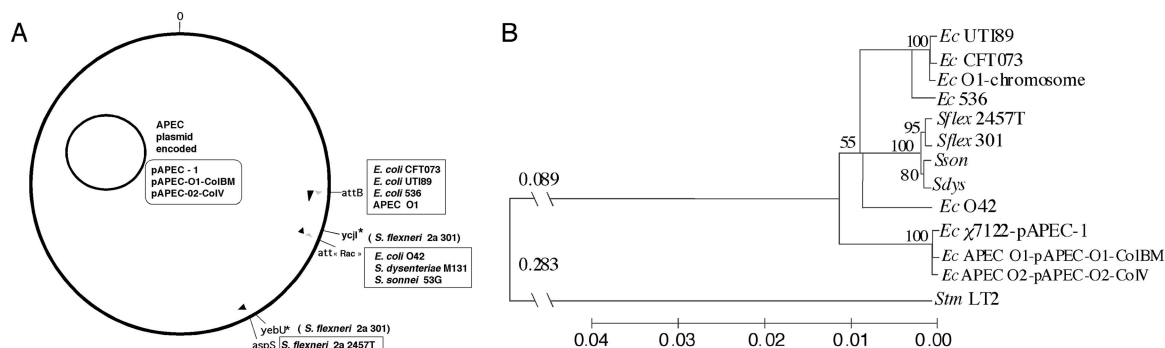 A
0
APEC
plasmid
encoded
pAPEC - 1
pAPEC-O1-ColBM
pAPEC-02-ColV
attB
E. coli CFT073
E. coli UTI89
E. coli 536
APEC O1
ycjI* ( S. flexneri 2a 301)
att« Rac »
E. coli O42
S. dysenteriae M131
S. sonnei 53G
yebU* ( S. flexneri 2a 301)
aspS S. flexneri 2a 2457T
B
100
Ec UTI89
Ec CFT073
Ec O1-chromosome
Ec 536
95
Sflex 2457T
Sflex 301
55
100
Sson
80
Sdys
0.089
Ec O42
100
Ec χ7122-pAPEC-1
Ec APEC O1-pAPEC-O1-ColBM
Ec APEC O2-pAPEC-O2-ColV
0.283
Stm LT2
0.04 0.03 0.02 0.01 0.00